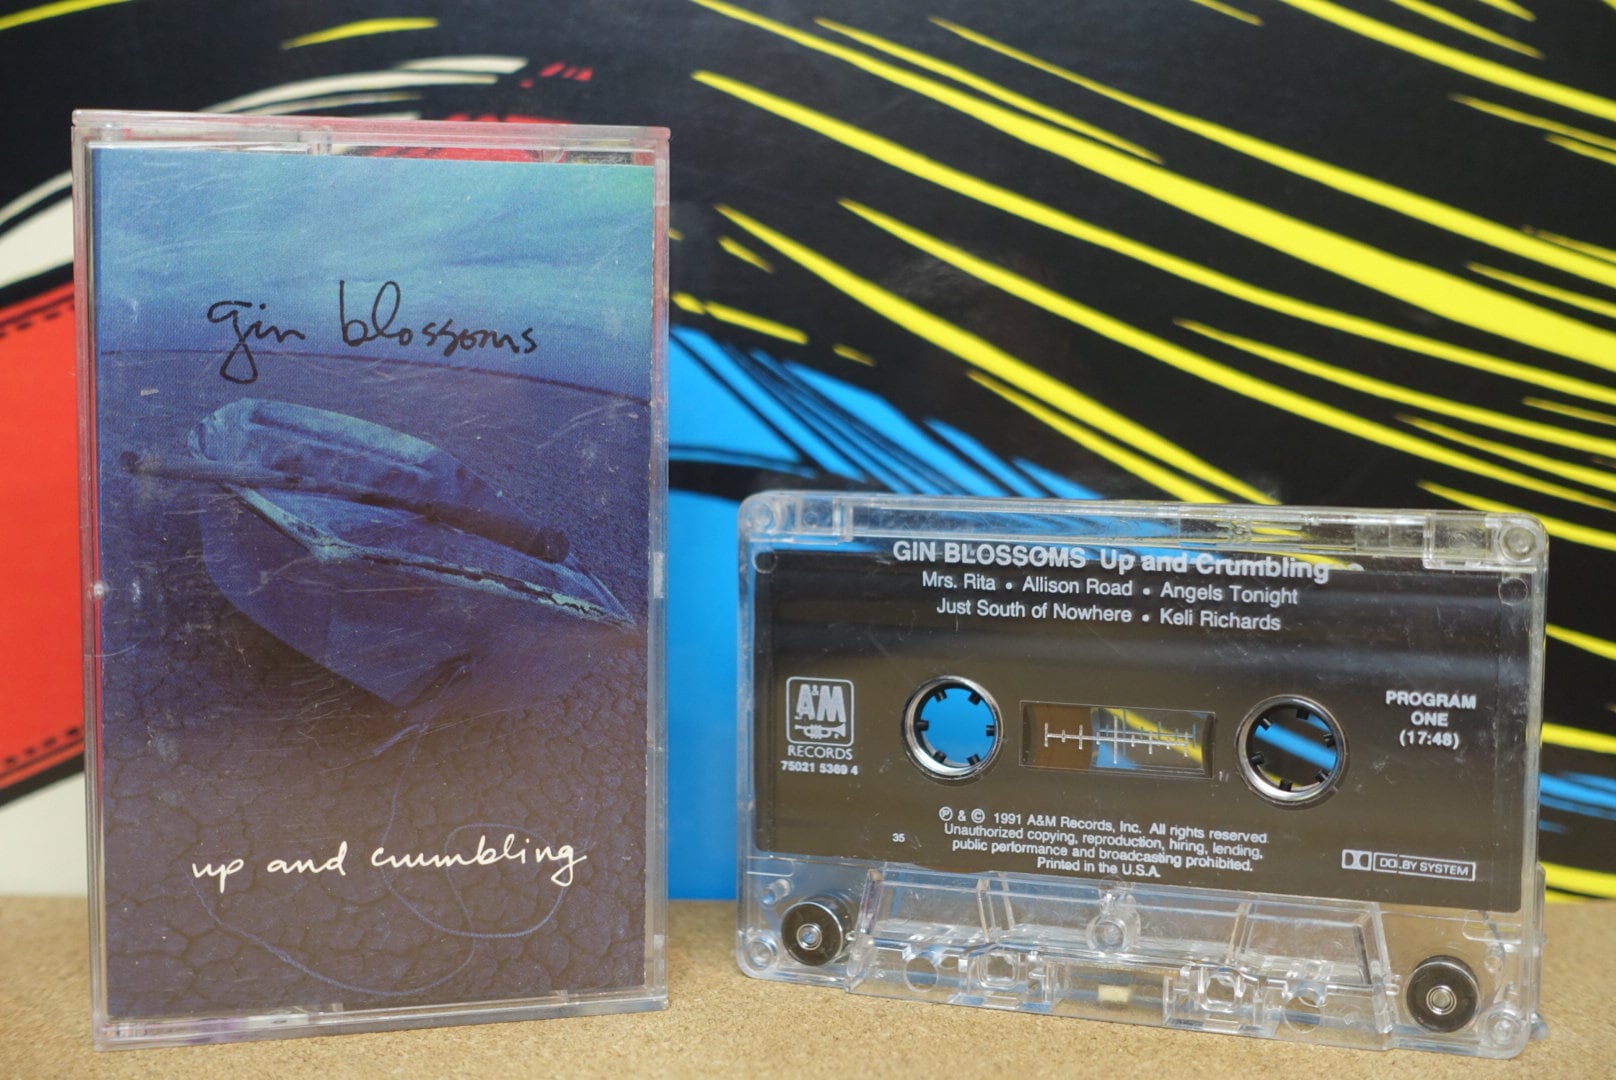 gin blossoms
up and crumbling
GIN BLOSSOMS Up and Crumbling
Mrs. Rita • Allison Road • Angels Tonight
Just South of Nowhere • Keli Richards
A&M
RECORDS
75021 5369 4
PROGRAM
ONE
(17:48)
35
℗ & © 1991 A&M Records, Inc. All rights reserved.
Unauthorized copying, reproduction, hiring, lending,
public performance and broadcasting prohibited.
Printed in the U.S.A.
DOLBY SYSTEM